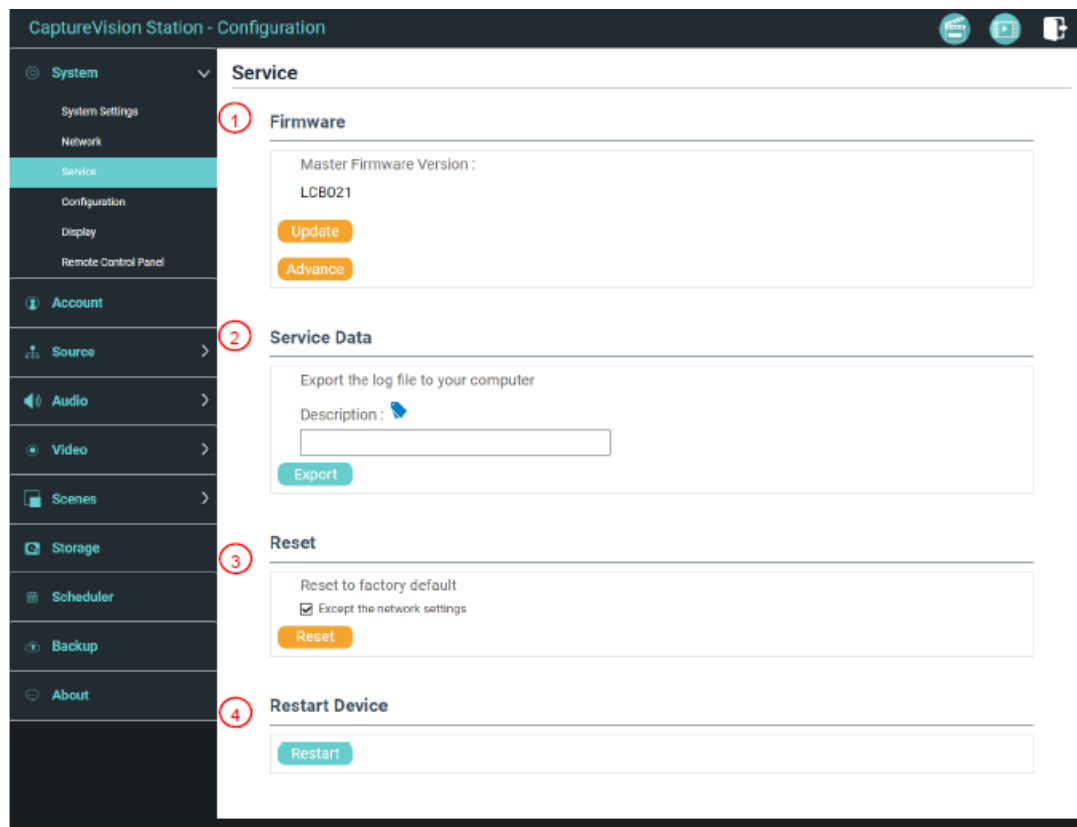 CaptureVision Station - Configuration
System
System Settings
Network
Service
Configuration
Display
Remote Control Panel
Account
Source
Audio
Video
Scenes
Storage
Scheduler
Backup
About
Service
1
Firmware
Master Firmware Version :
LCB021
Update
Advance
2
Service Data
Export the log file to your computer
Description :
Export
3
Reset
Reset to factory default
Except the network settings
Reset
4
Restart Device
Restart